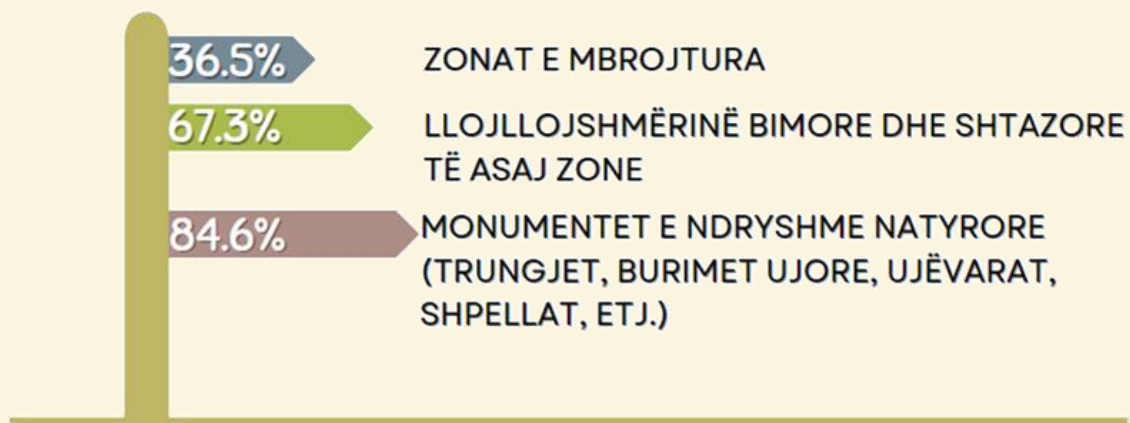 36.5% ZONAT E MBROJTURA
67.3% LLOJLLOJSHMËRINË BIMORE DHE SHTAZORE
TË ASAJ ZONE
84.6% MONUMENTET E NDRYSHME NATYRORE
(TRUNGJET, BURIMET UJORE, UJËVARAT,
SHPELLAT, ETJ.)